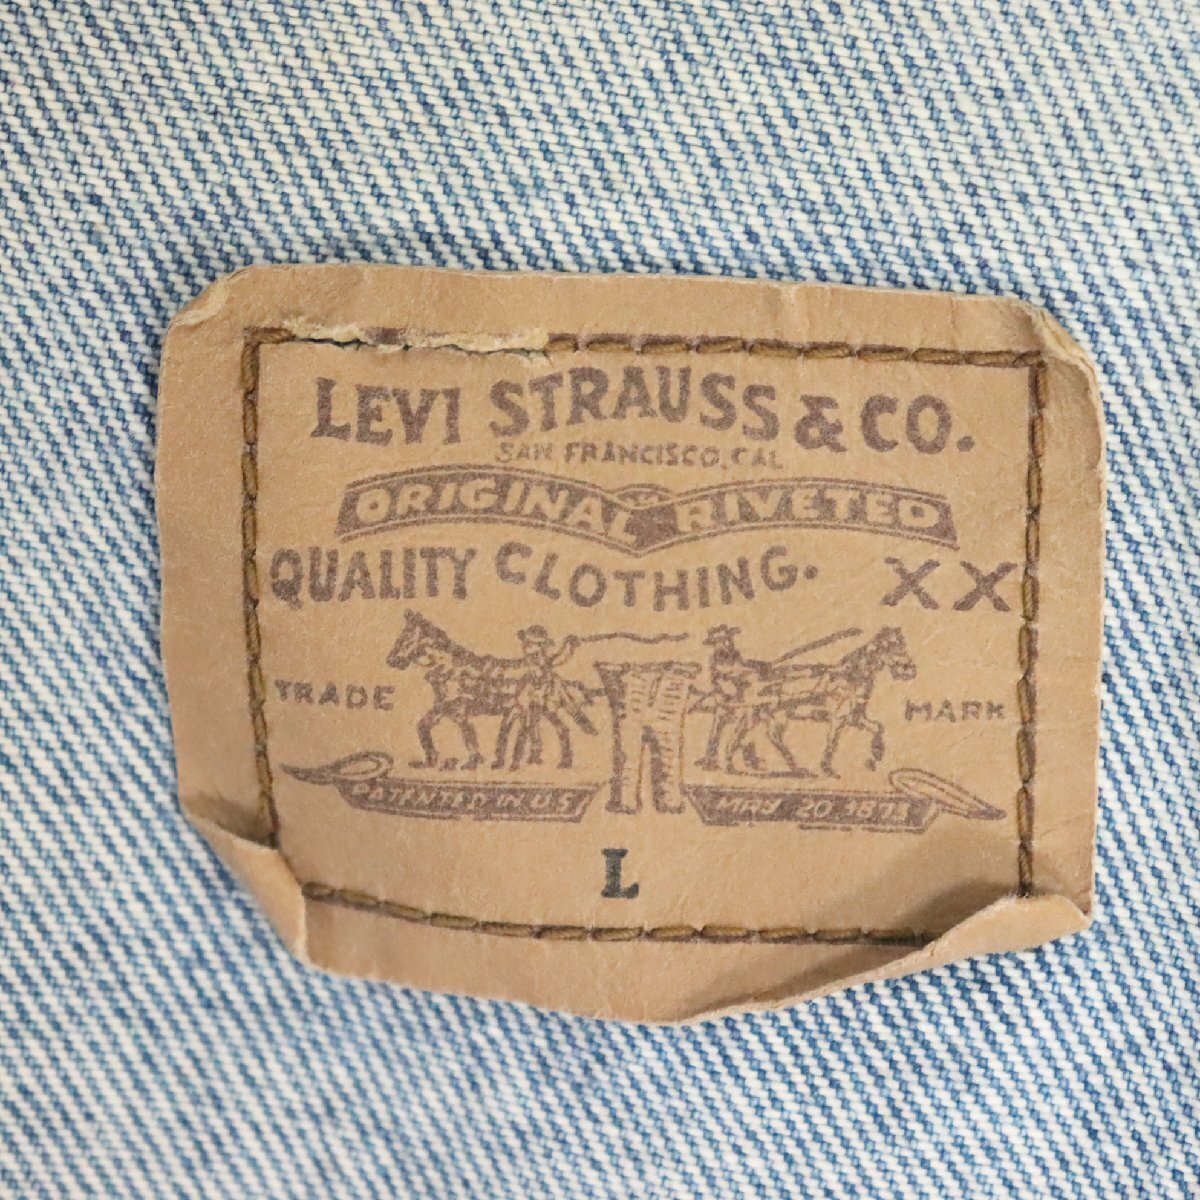 LEVI STRAUSS & CO.
SAN FRANCISCO, CAL
ORIGINAL RIVETED
QUALITY CLOTHING. XX
TRADE MARK
PATENTED IN U.S. MAY 20 1873
L